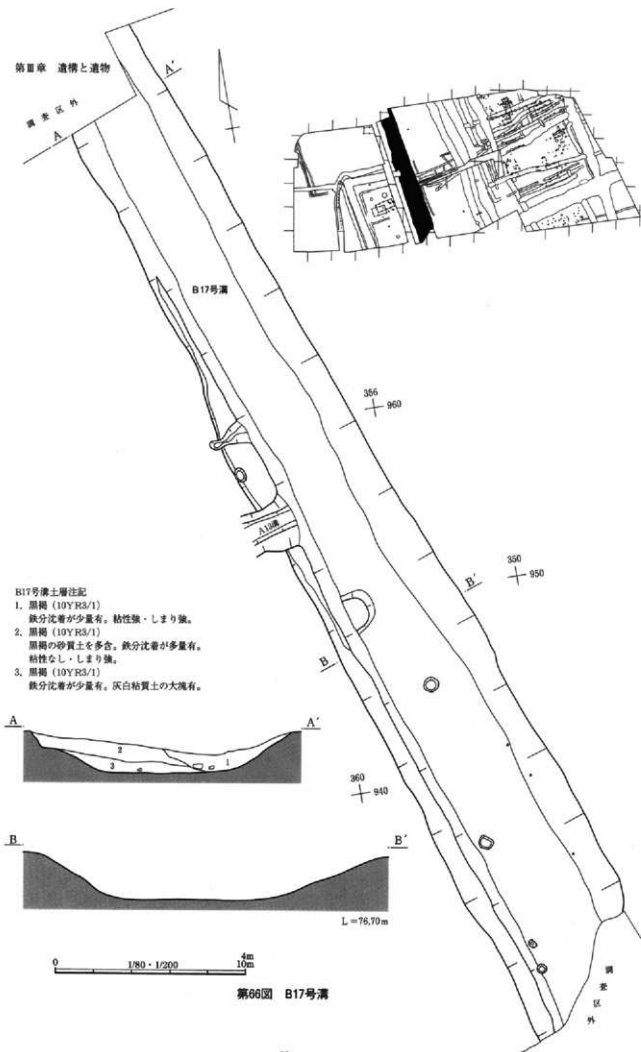 第Ⅲ章 遺構と遺物
調査区外
A
A′
B17号溝
356
960
A13溝
350
950
B′
B
B17号溝土層注記
1. 黒褐 (10YR3/1)
鉄分沈着が少量有。粘性強・しまり強。
2. 黒褐 (10YR3/1)
黒褐の砂質土を多含。鉄分沈着が多量有。
粘性なし・しまり強。
3. 黒褐 (10YR3/1)
鉄分沈着が少量有。灰白粘質土の大塊有。
A
A′
2
3
1
360
940
B
B′
L=76.70m
0
1/80・1/200
4m
10m
調査区外
第66図 B17号溝